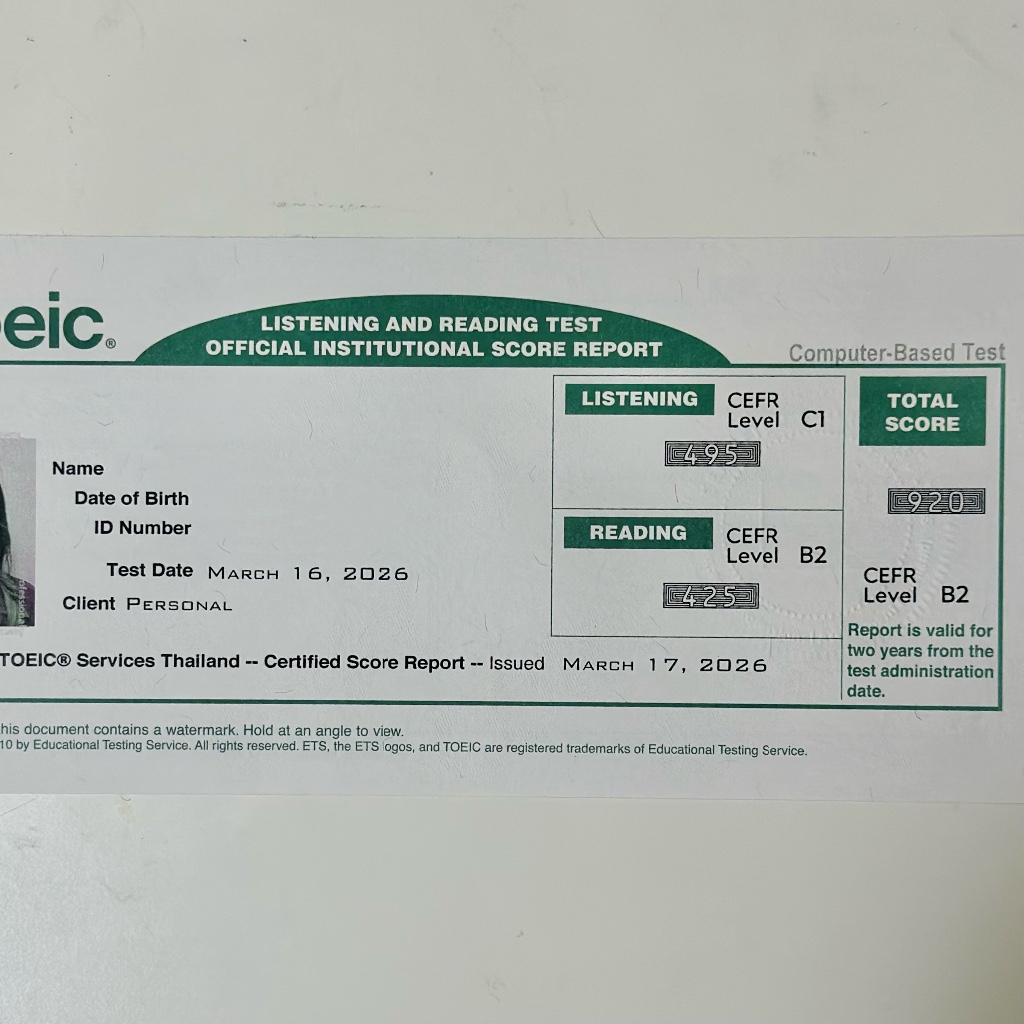 eic®
LISTENING AND READING TEST
OFFICIAL INSTITUTIONAL SCORE REPORT
Computer-Based Test
LISTENING
CEFR
Level C1
495
TOTAL
SCORE
920
Name
Date of Birth
ID Number
READING
CEFR
Level B2
425
Test Date MARCH 16, 2026
CEFR
Level B2
Client PERSONAL
Report is valid for
two years from the
test administration
date.
TOEIC® Services Thailand -- Certified Score Report -- Issued MARCH 17, 2026
his document contains a watermark. Hold at an angle to view.
10 by Educational Testing Service. All rights reserved. ETS, the ETS ogos, and TOEIC are registered trademarks of Educational Testing Service.